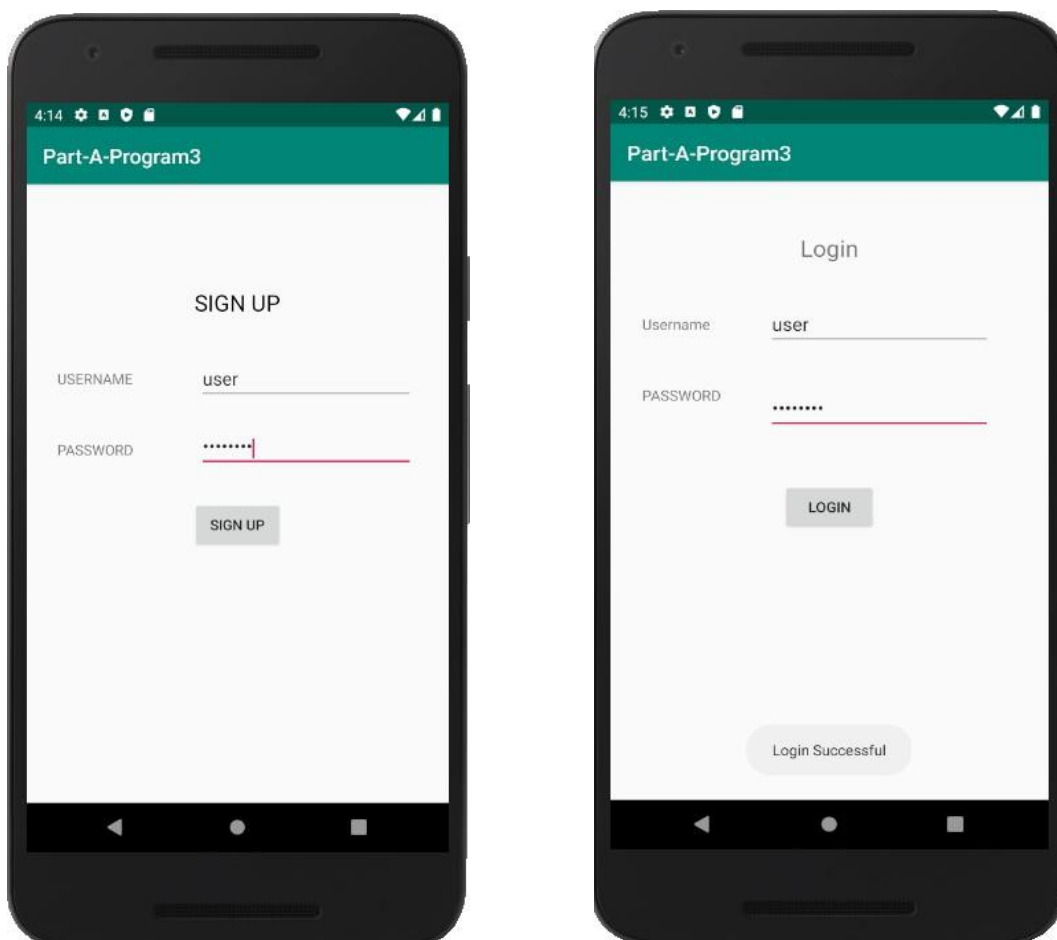 4:14
Part-A-Program3
SIGN UP
USERNAME user
PASSWORD ••••••••
SIGN UP
4:15
Part-A-Program3
Login
Username user
PASSWORD ••••••••
LOGIN
Login Successful